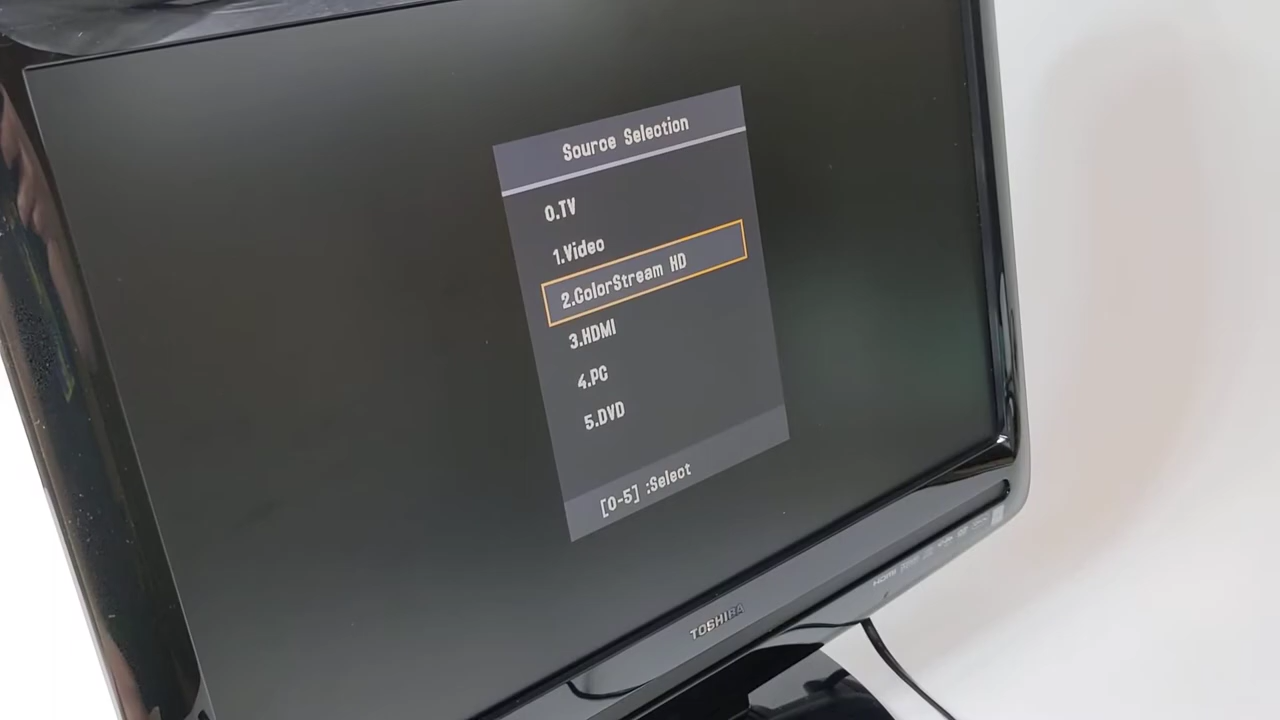 Source Selection
0.TV
1.Video
2.ColorStream HD
3.HDMI
4.PC
5.DVD
[0-5] :Select
TOSHIBA
HDMI